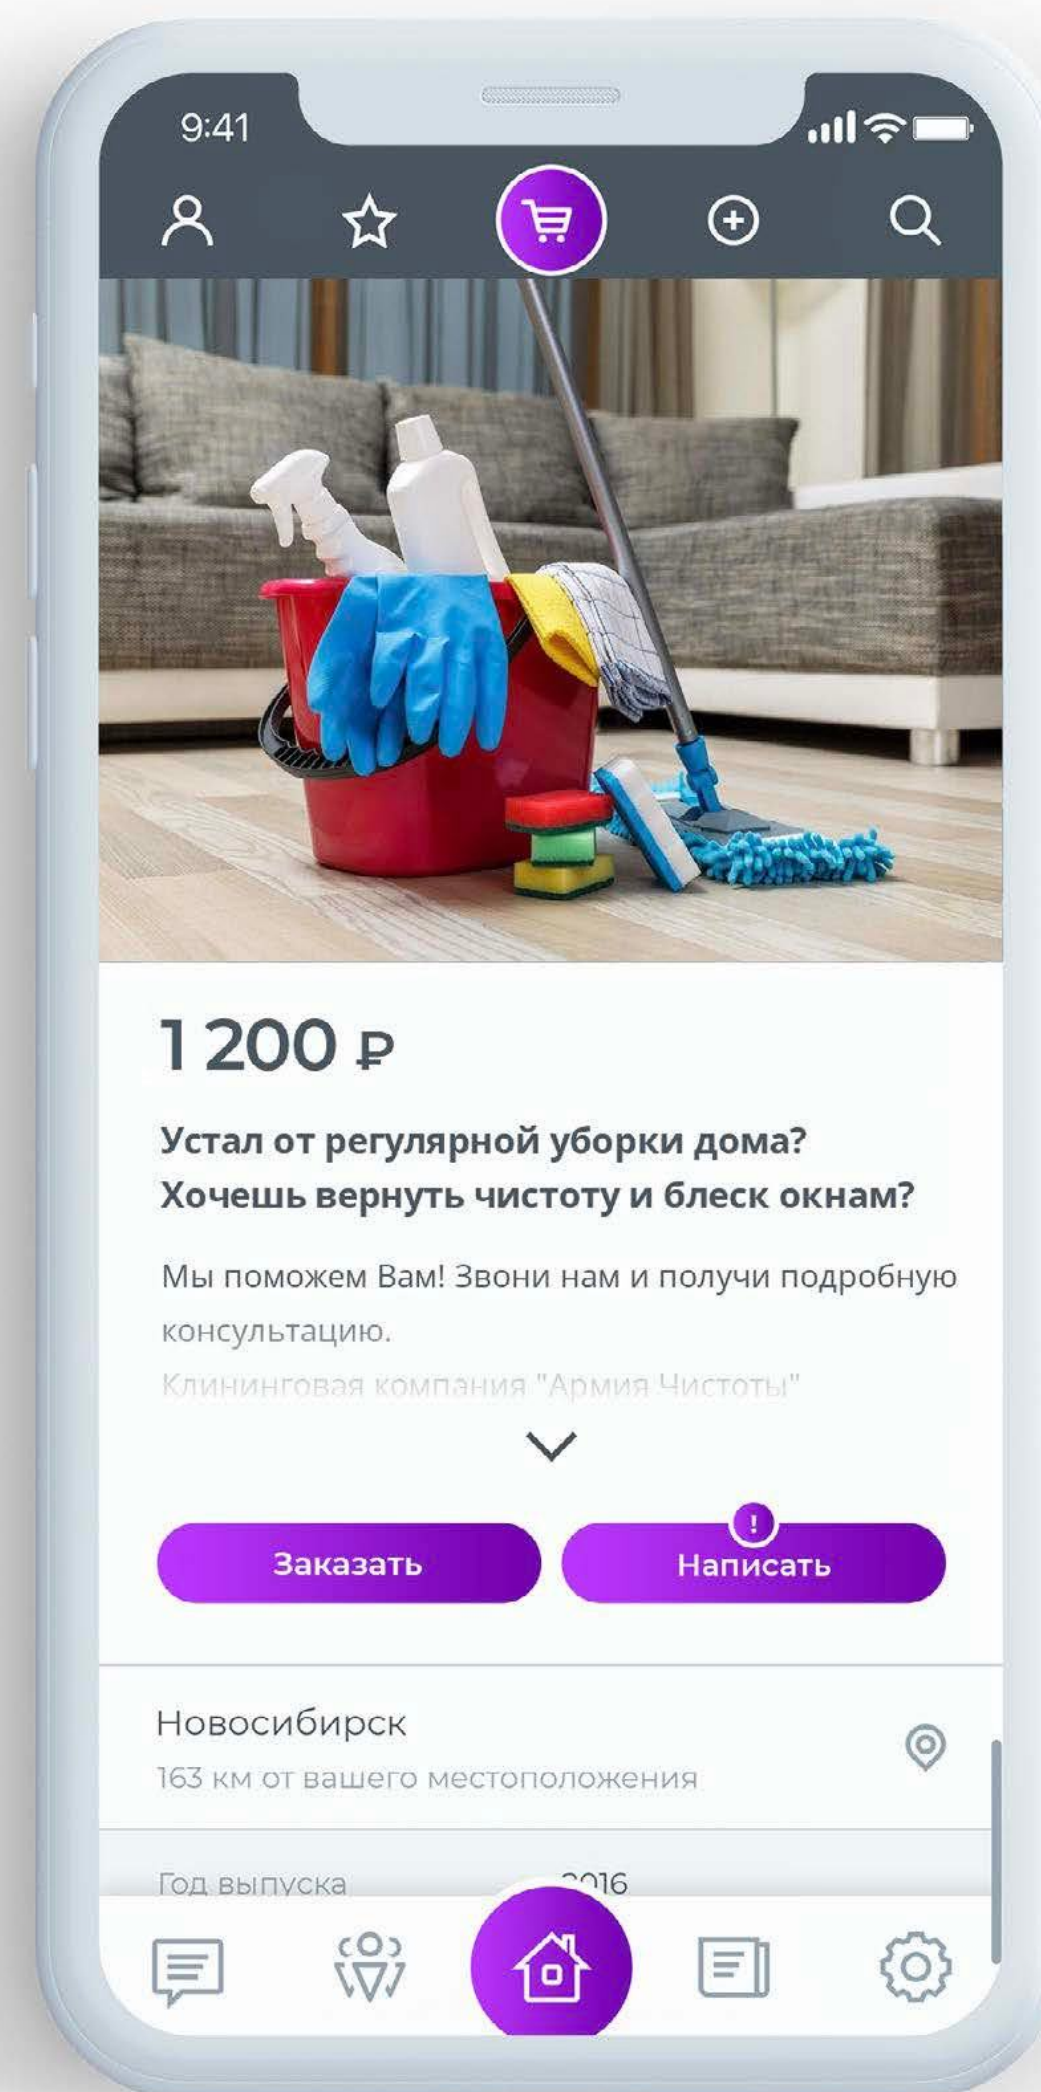 9:41
1 200 ₽
Устал от регулярной уборки дома?
Хочешь вернуть чистоту и блеск окнам?
Мы поможем Вам! Звони нам и получи подробную
консультацию.
Клининговая компания "Армия Чистоты"
Заказать
!
Написать
Новосибирск
163 км от вашего местоположения
Год выпуска 2016